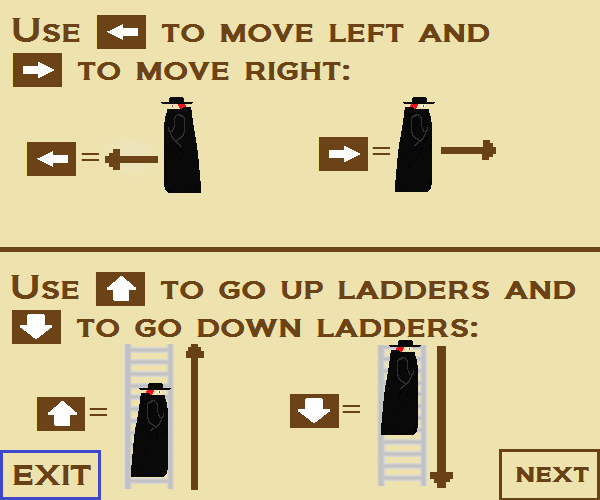 USE ← TO MOVE LEFT AND
→ TO MOVE RIGHT:
← = → =
USE ↑ TO GO UP LADDERS AND
↓ TO GO DOWN LADDERS:
↑ = ↓ =
EXIT NEXT